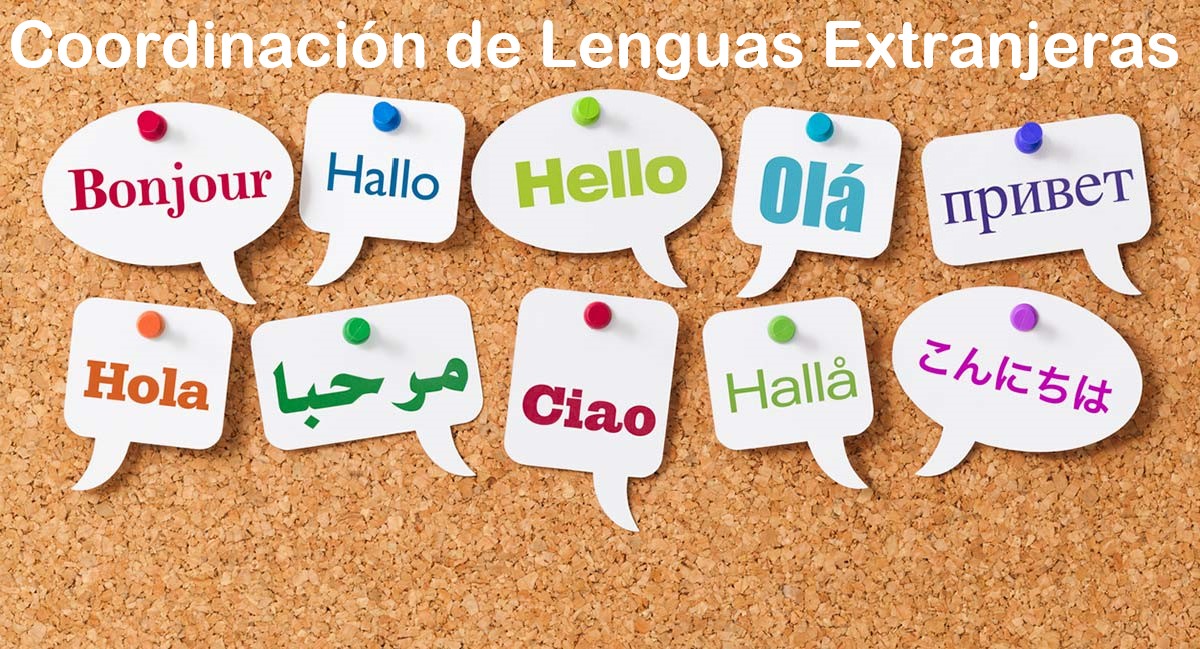 Coordinación de Lenguas Extranjeras
Bonjour
Hallo
Hello
Olá
привет
Hola
مرحبا
Ciao
Hallå
こんにちは